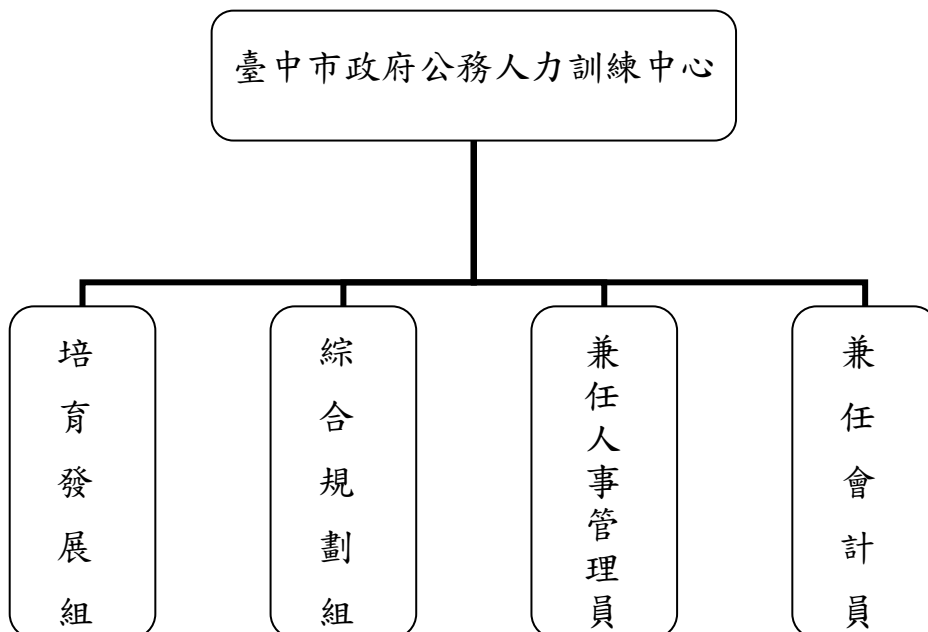 臺中市政府公務人力訓練中心
培育發展組
綜合規劃組
兼任人事管理員
兼任會計員